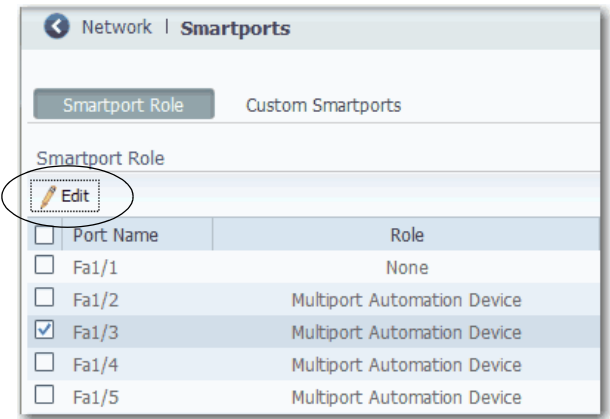 Network | Smartports
Smartport Role Custom Smartports
Smartport Role
Edit
Port Name Role
Fa1/1 None
Fa1/2 Multiport Automation Device
Fa1/3 Multiport Automation Device
Fa1/4 Multiport Automation Device
Fa1/5 Multiport Automation Device